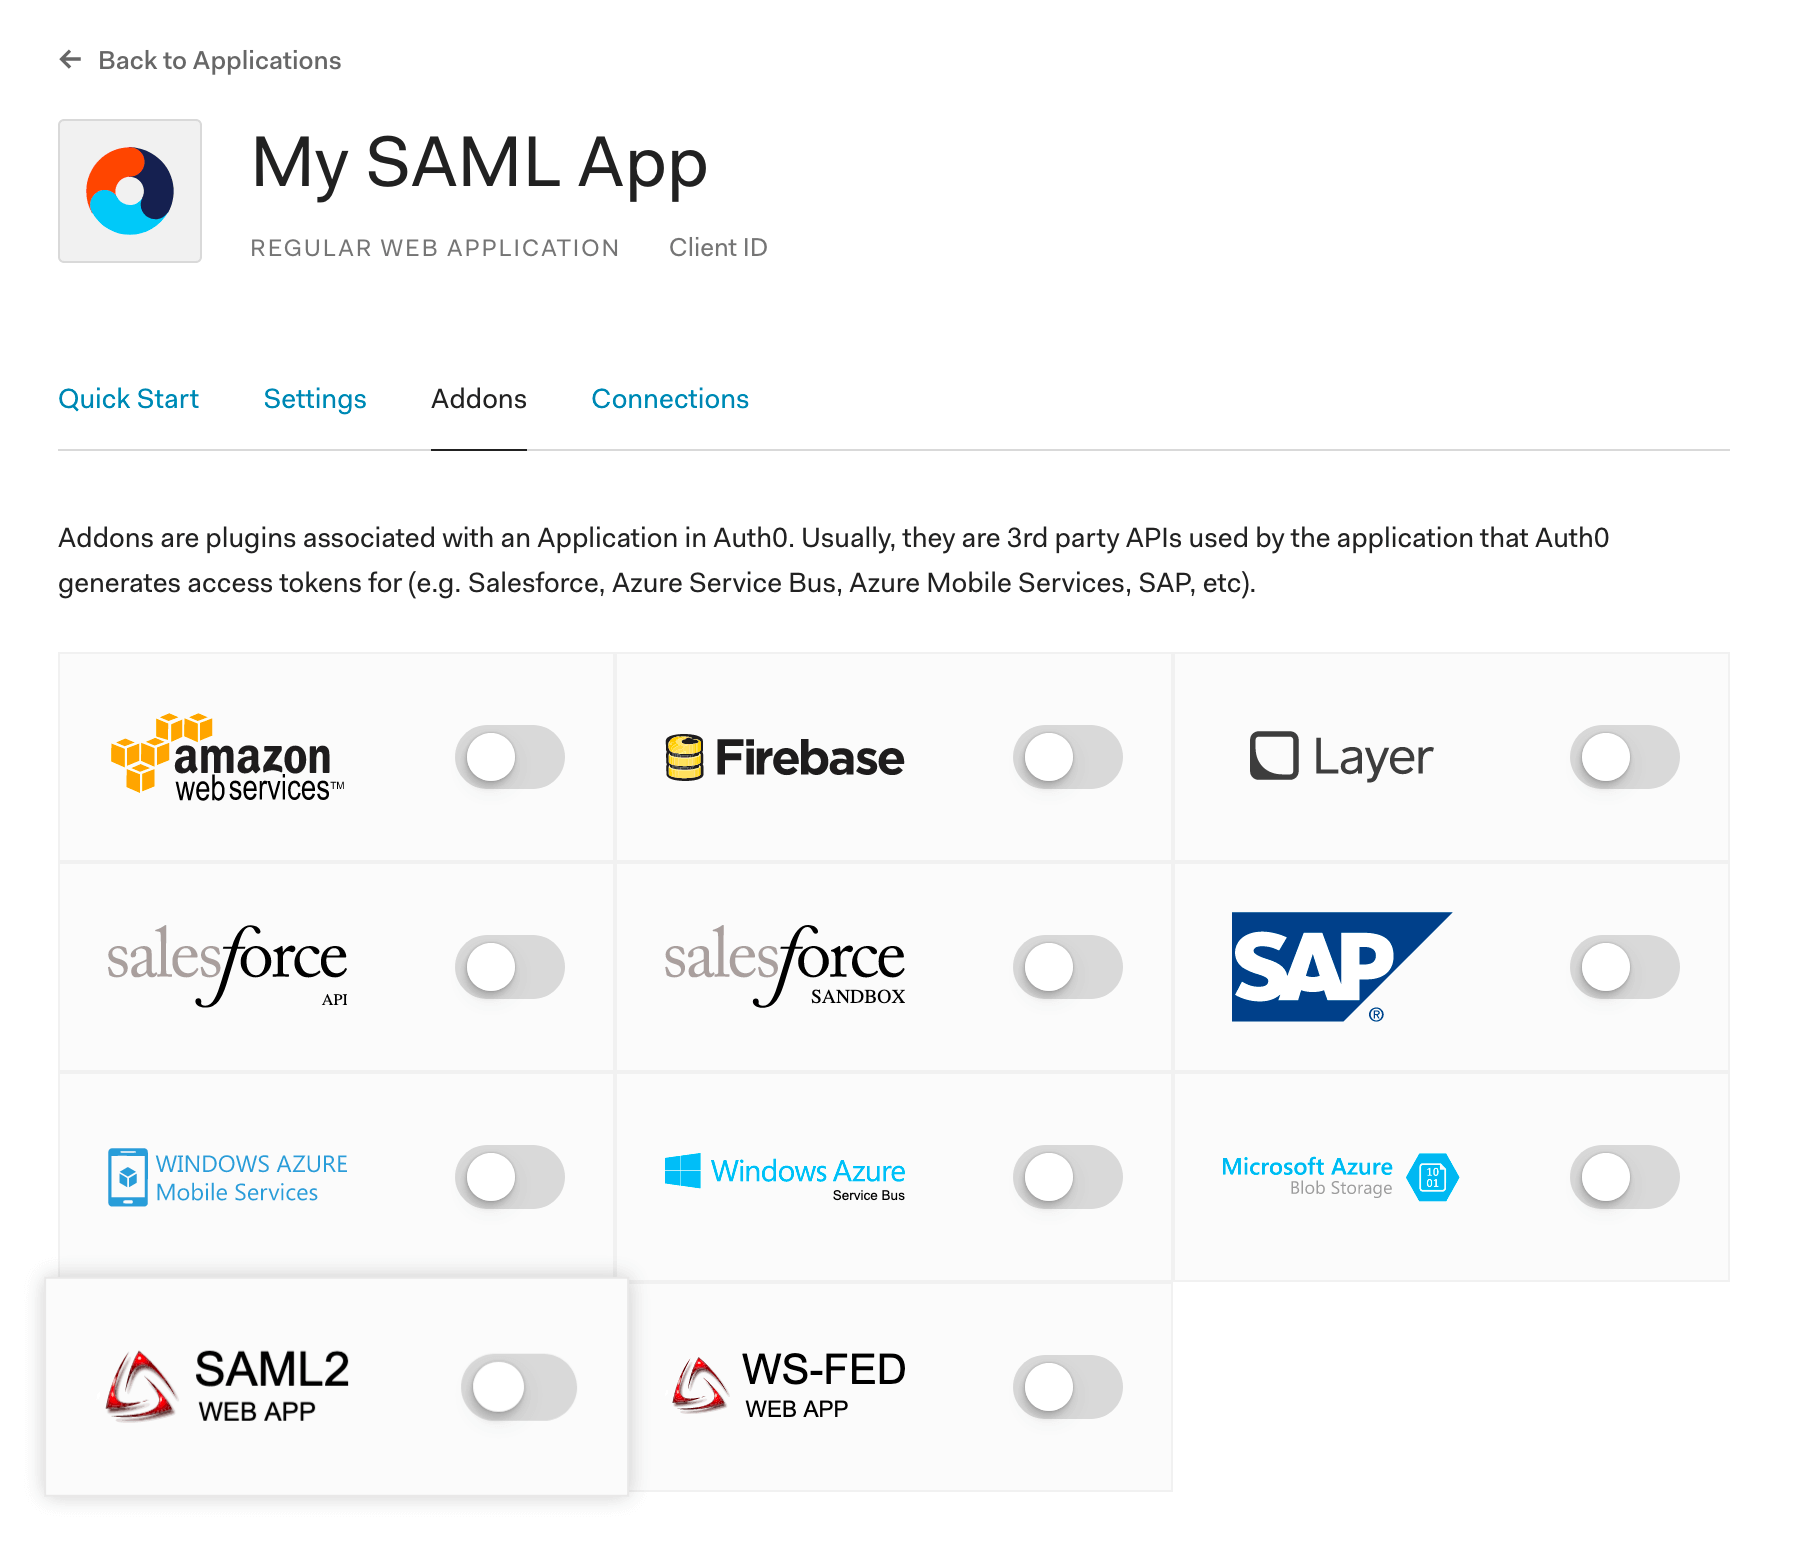 Back to Applications
My SAML App
REGULAR WEB APPLICATION Client ID
Quick Start Settings Addons Connections
Addons are plugins associated with an Application in Auth0. Usually, they are 3rd party APIs used by the application that Auth0
generates access tokens for (e.g. Salesforce, Azure Service Bus, Azure Mobile Services, SAP, etc).
amazon
web services™
Firebase
Layer
salesforce
API
salesforce
SANDBOX
SAP
®
WINDOWS AZURE
Mobile Services
Windows Azure
Service Bus
Microsoft Azure
Blob Storage
10
01
SAML2
WEB APP
WS-FED
WEB APP